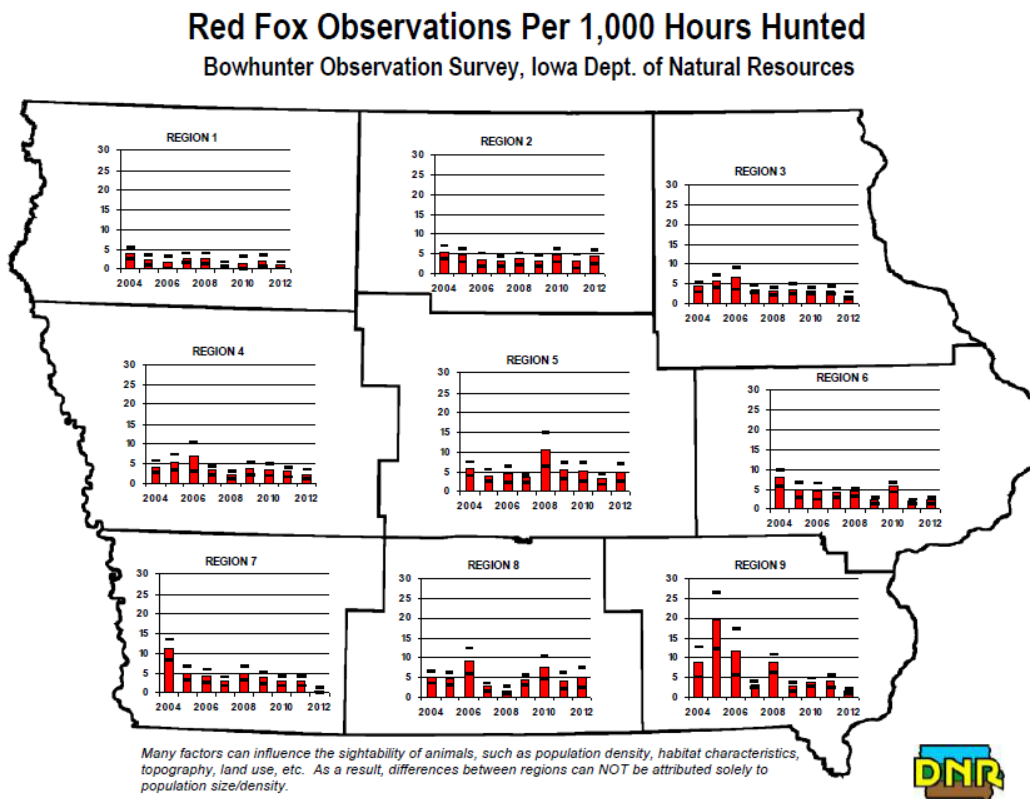 Red Fox Observations Per 1,000 Hours Hunted
Bowhunter Observation Survey, Iowa Dept. of Natural Resources
REGION 1
30
25
20
15
10
5
0
2004 2006 2008 2010 2012
REGION 2
30
25
20
15
10
5
0
2004 2006 2008 2010 2012
REGION 3
30
25
20
15
10
5
0
2004 2006 2008 2010 2012
REGION 4
30
25
20
15
10
5
0
2004 2006 2008 2010 2012
REGION 5
30
25
20
15
10
5
0
2004 2006 2008 2010 2012
REGION 6
30
25
20
15
10
5
0
2004 2006 2008 2010 2012
REGION 7
30
25
20
15
10
5
0
2004 2006 2008 2010 2012
REGION 8
30
25
20
15
10
5
0
2004 2006 2008 2010 2012
REGION 9
30
25
20
15
10
5
0
2004 2006 2008 2010 2012
Many factors can influence the sightability of animals, such as population density, habitat characteristics,
topography, land use, etc. As a result, differences between regions can NOT be attributed solely to
population size/density.
DNR